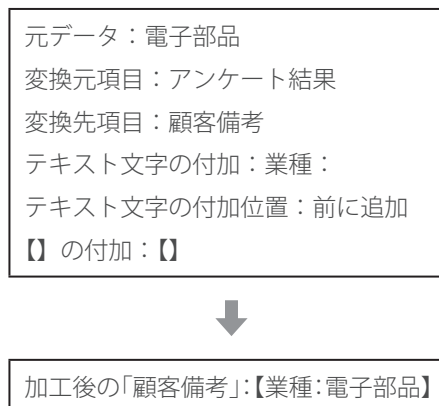 元データ：電子部品
変換元項目：アンケート結果
変換先項目：顧客備考
テキスト文字の付加：業種：
テキスト文字の付加位置：前に追加
【】の付加：【】
加工後の「顧客備考」：【業種：電子部品】